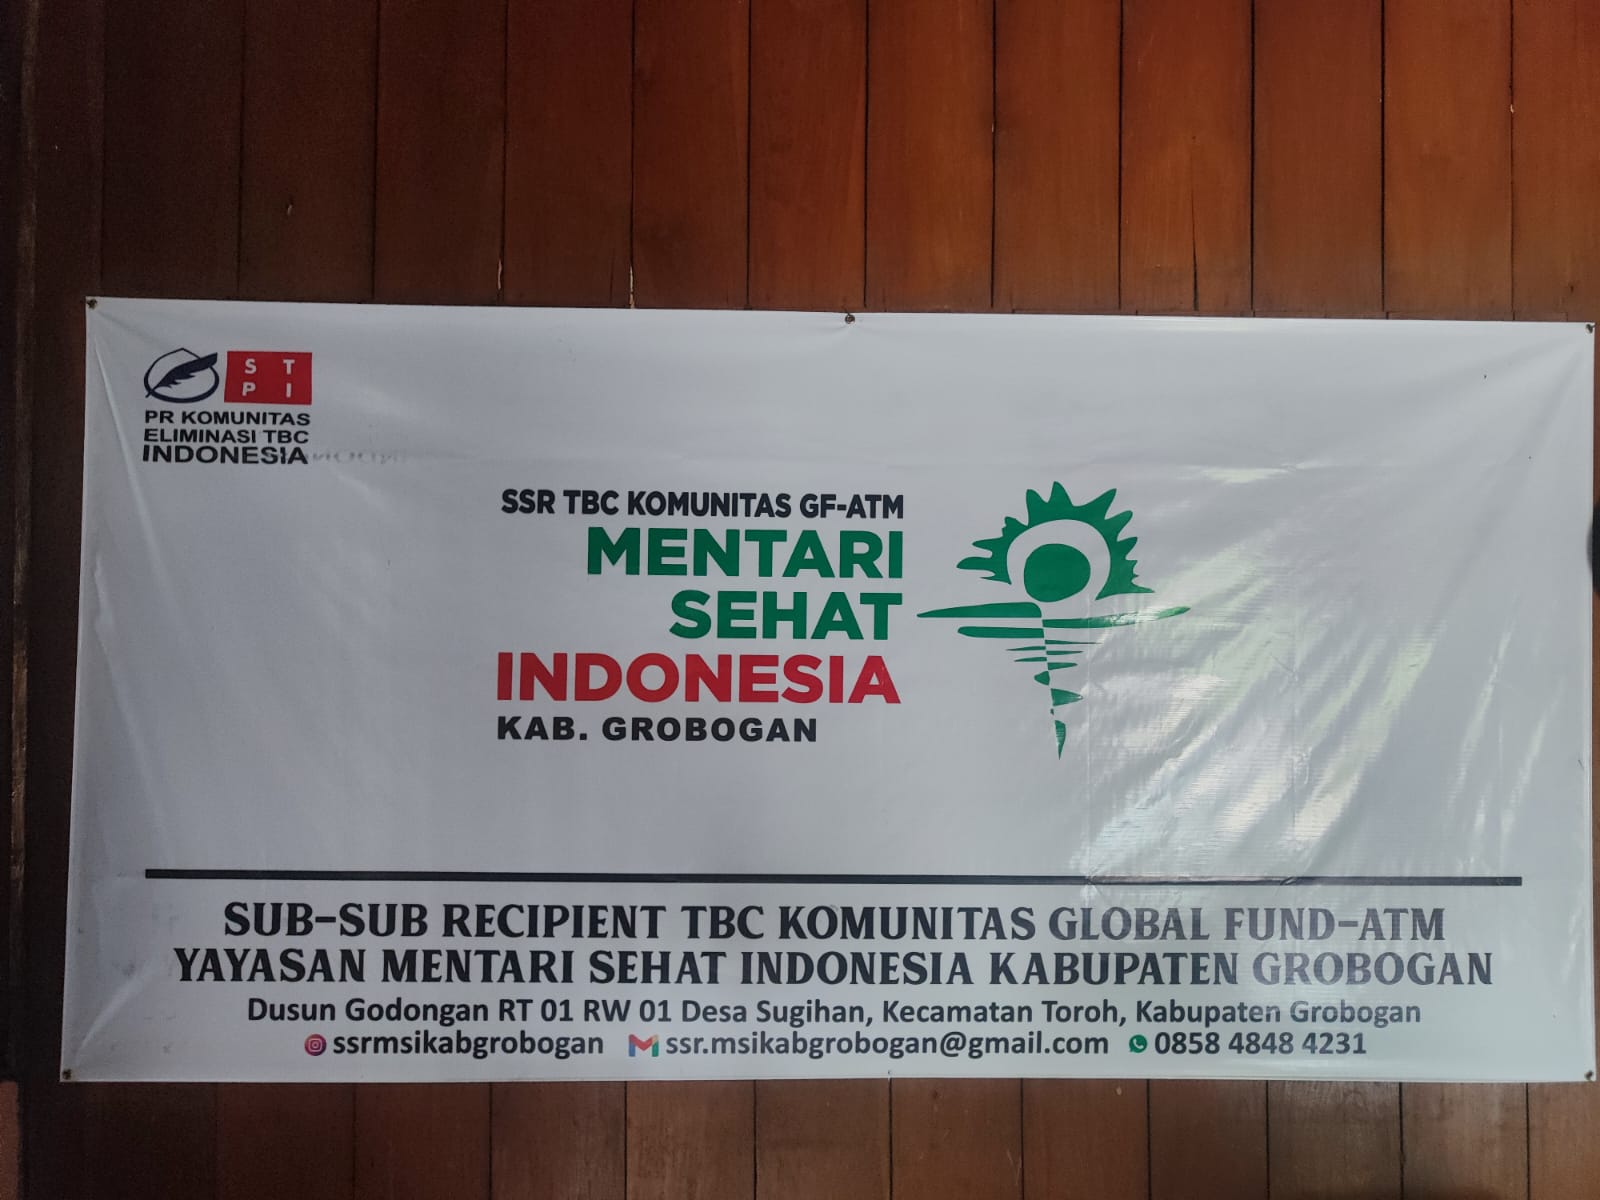 S T
P I
PR KOMUNITAS
ELIMINASI TBC
INDONESIA
SSR TBC KOMUNITAS GF-ATM
MENTARI
SEHAT
INDONESIA
KAB. GROBOGAN
SUB-SUB RECIPIENT TBC KOMUNITAS GLOBAL FUND-ATM
YAYASAN MENTARI SEHAT INDONESIA KABUPATEN GROBOGAN
Dusun Godongan RT 01 RW 01 Desa Sugihan, Kecamatan Toroh, Kabupaten Grobogan
ssrmsikabgrobogan ssr.msikabgrobogan@gmail.com 0858 4848 4231